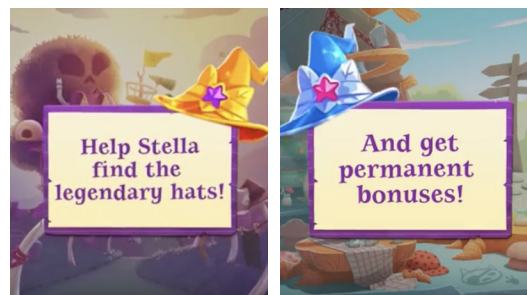 Help Stella
find the
legendary hats!
And get
permanent
bonuses!